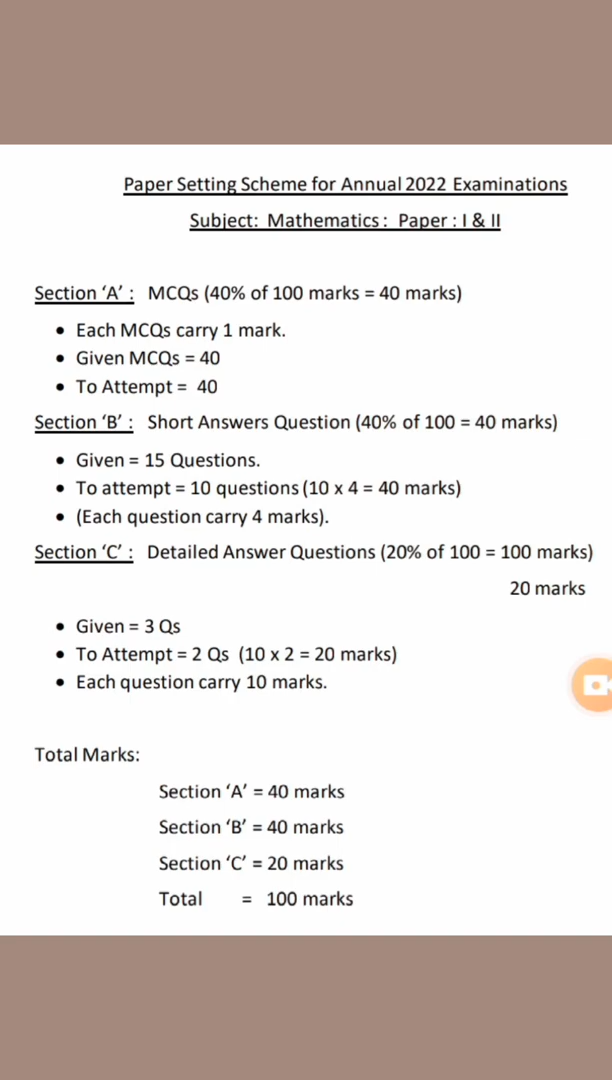 Paper Setting Scheme for Annual 2022 Examinations
Subject: Mathematics : Paper : I & II
Section ‘A’ : MCQs (40% of 100 marks = 40 marks)
• Each MCQs carry 1 mark.
• Given MCQs = 40
• To Attempt = 40
Section ‘B’ : Short Answers Question (40% of 100 = 40 marks)
• Given = 15 Questions.
• To attempt = 10 questions (10 x 4 = 40 marks)
• (Each question carry 4 marks).
Section ‘C’ : Detailed Answer Questions (20% of 100 = 100 marks)
20 marks
• Given = 3 Qs
• To Attempt = 2 Qs (10 x 2 = 20 marks)
• Each question carry 10 marks.
Total Marks:
Section ‘A’ = 40 marks
Section ‘B’ = 40 marks
Section ‘C’ = 20 marks
Total = 100 marks